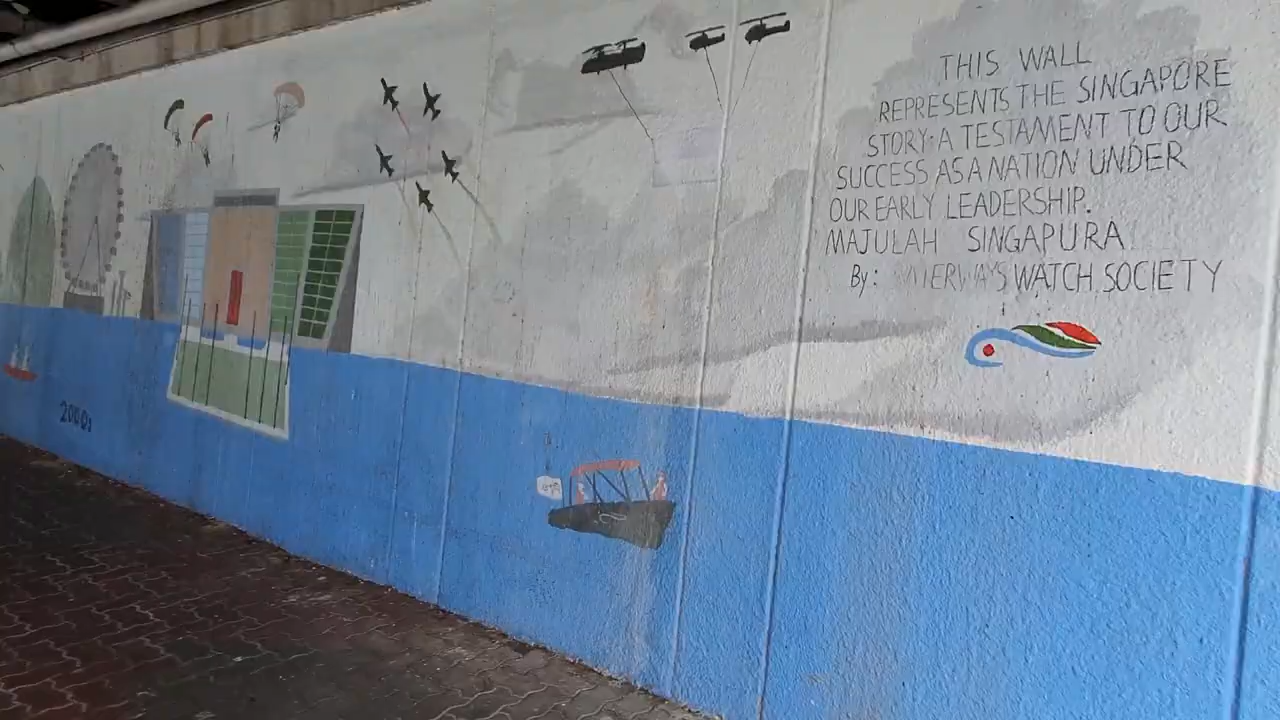 THIS WALL
REPRESENTS THE SINGAPORE
STORY: A TESTAMENT TO OUR
SUCCESS AS A NATION UNDER
OUR EARLY LEADERSHIP.
MAJULAH SINGAPURA
By: WATERWAYS WATCH SOCIETY
2000s